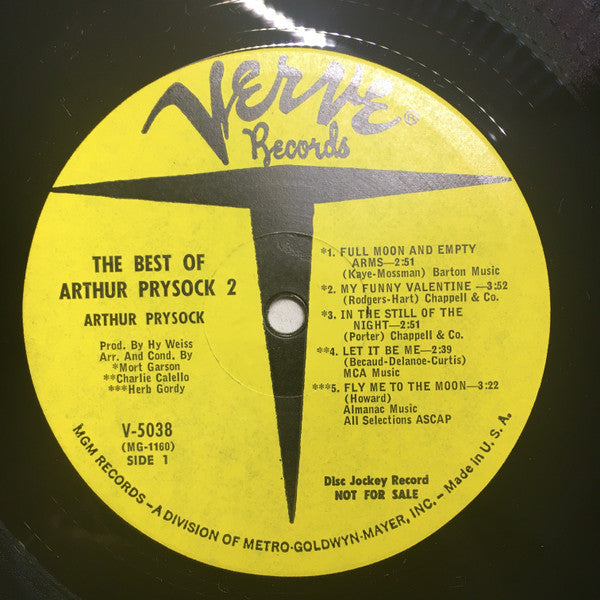 VERVE®
Records
THE BEST OF
ARTHUR PRYSOCK 2
ARTHUR PRYSOCK
Prod. By Hy Weiss
Arr. And Cond. By
*Mort Garson
**Charlie Calello
***Herb Gordy
V-5038
(MG-1160)
SIDE 1
*1. FULL MOON AND EMPTY
ARMS—2:51
(Kaye-Mossman) Barton Music
*2. MY FUNNY VALENTINE —3:52
(Rodgers-Hart) Chappell & Co.
*3. IN THE STILL OF THE
NIGHT—2:51
(Porter) Chappell & Co.
**4. LET IT BE ME—2:39
(Becaud-Delanoe-Curtis)
MCA Music
***5. FLY ME TO THE MOON—3:22
(Howard)
Almanac Music
All Selections ASCAP
Disc Jockey Record
NOT FOR SALE
MGM RECORDS—A DIVISION OF METRO-GOLDWYN-MAYER, INC.—Made in U.S.A.